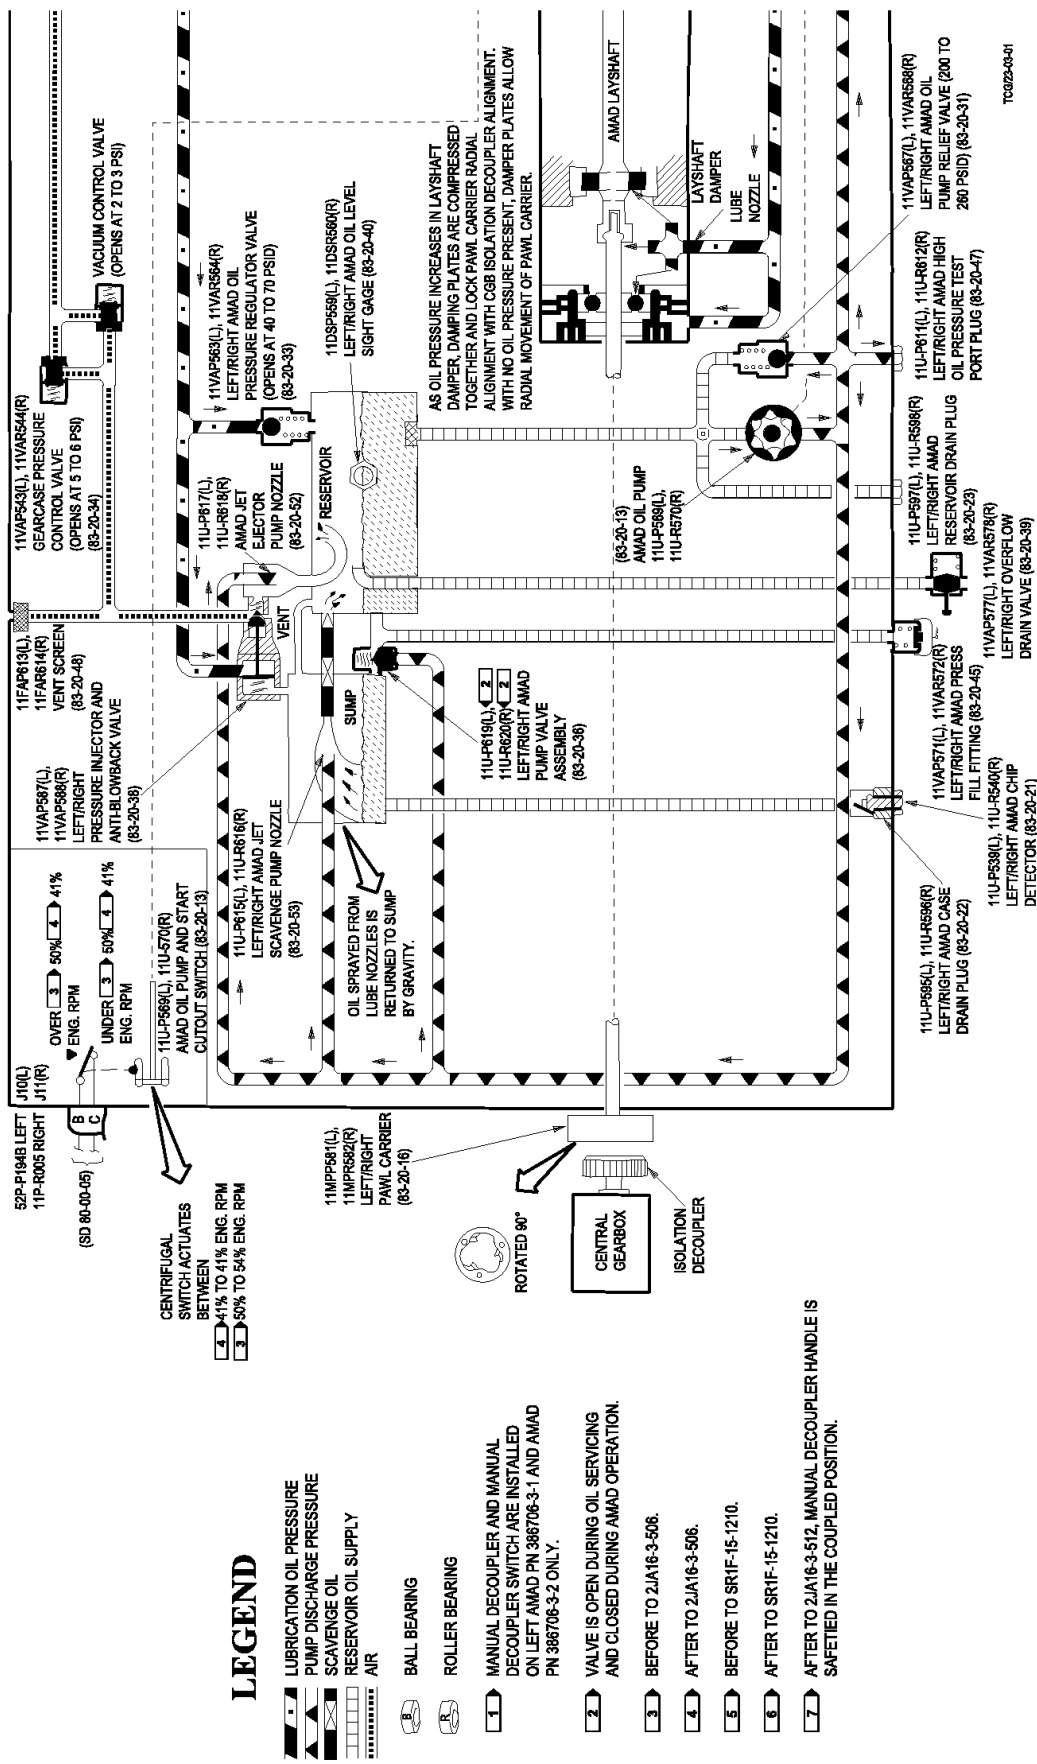 52P-P194B LEFT
11P-R005 RIGHT
J10(L)
J11(R)
B
C
(SD 80-00-05)
OVER 3 50% 4 41%
ENG. RPM
UNDER 3 50% 4 41%
ENG. RPM
11U-P569(L), 11U-570(R)
AMAD OIL PUMP AND START
CUTOUT SWITCH (83-20-13)
CENTRIFUGAL
SWITCH ACTUATES
BETWEEN
4 41% TO 41% ENG. RPM
3 50% TO 54% ENG. RPM
11FAP613(L),
11FAR614(R)
VENT SCREEN
(83-20-48)
11VAP587(L),
11VAP588(R)
LEFT/RIGHT
PRESSURE INJECTOR AND
ANTI-BLOWBACK VALVE
(83-20-38)
11VAP543(L), 11VAR544(R)
GEARCASE PRESSURE
CONTROL VALVE
(OPENS AT 5 TO 6 PSI)
(83-20-34)
VACUUM CONTROL VALVE
(OPENS AT 2 TO 3 PSI)
11VAP563(L), 11VAR564(R)
LEFT/RIGHT AMAD OIL
PRESSURE REGULATOR VALVE
(OPENS AT 40 TO 70 PSID)
(83-20-33)
11U-P617(L),
11U-R618(R)
AMAD JET
EJECTOR
PUMP NOZZLE
(83-20-52)
11DSP559(L), 11DSR560(R)
LEFT/RIGHT AMAD OIL LEVEL
SIGHT GAGE (83-20-40)
RESERVOIR
VENT
SUMP
11U-P615(L), 11U-R616(R)
LEFT/RIGHT AMAD JET
SCAVENGE PUMP NOZZLE
(83-20-53)
OIL SPRAYED FROM
LUBE NOZZLES IS
RETURNED TO SUMP
BY GRAVITY.
11U-P619(L), 2
11U-R620(R) 2
LEFT/RIGHT AMAD
PUMP VALVE
ASSEMBLY
(83-20-36)
AS OIL PRESSURE INCREASES IN LAYSHAFT
DAMPER, DAMPING PLATES ARE COMPRESSED
TOGETHER AND LOCK PAWL CARRIER RADIAL
ALIGNMENT WITH CGB ISOLATION DECOUPLER ALIGNMENT.
WITH NO OIL PRESSURE PRESENT, DAMPER PLATES ALLOW
RADIAL MOVEMENT OF PAWL CARRIER.
AMAD LAYSHAFT
LAYSHAFT
DAMPER
LUBE
NOZZLE
(83-20-13)
AMAD OIL PUMP
11U-P569(L),
11U-R570(R)
11VAP567(L), 11VAR568(R)
LEFT/RIGHT AMAD OIL
PUMP RELIEF VALVE (200 TO
260 PSID) (83-20-31)
11U-P611(L), 11U-R612(R)
LEFT/RIGHT AMAD HIGH
OIL PRESSURE TEST
PORT PLUG (83-20-47)
11U-P597(L), 11U-R598(R)
LEFT/RIGHT AMAD
RESERVOIR DRAIN PLUG
(83-20-23)
11VAP577(L), 11VAR578(R)
LEFT/RIGHT OVERFLOW
DRAIN VALVE (83-20-39)
11VAP571(L), 11VAR572(R)
LEFT/RIGHT AMAD PRESS
FILL FITTING (83-20-45)
11U-P539(L), 11U-R540(R)
LEFT/RIGHT AMAD CHIP
DETECTOR (83-20-21)
11U-P595(L), 11U-R596(R)
LEFT/RIGHT AMAD CASE
DRAIN PLUG (83-20-22)
11MPP581(L),
11MPR582(R)
LEFT/RIGHT
PAWL CARRIER
(83-20-16)
ROTATED 90°
CENTRAL
GEARBOX
ISOLATION
DECOUPLER
TCG/23-03-01
LEGEND
LUBRICATION OIL PRESSURE
PUMP DISCHARGE PRESSURE
SCAVENGE OIL
RESERVOIR OIL SUPPLY
AIR
B BALL BEARING
R ROLLER BEARING
1 MANUAL DECOUPLER AND MANUAL
DECOUPLER SWITCH ARE INSTALLED
ON LEFT AMAD PN 386706-3-1 AND AMAD
PN 386706-3-2 ONLY.
2 VALVE IS OPEN DURING OIL SERVICING
AND CLOSED DURING AMAD OPERATION.
3 BEFORE TO 2JA16-3-506.
4 AFTER TO 2JA16-3-506.
5 BEFORE TO SR1F-15-1210.
6 AFTER TO SR1F-15-1210.
7 AFTER TO 2JA16-3-512, MANUAL DECOUPLER HANDLE IS
SAFETIED IN THE COUPLED POSITION.